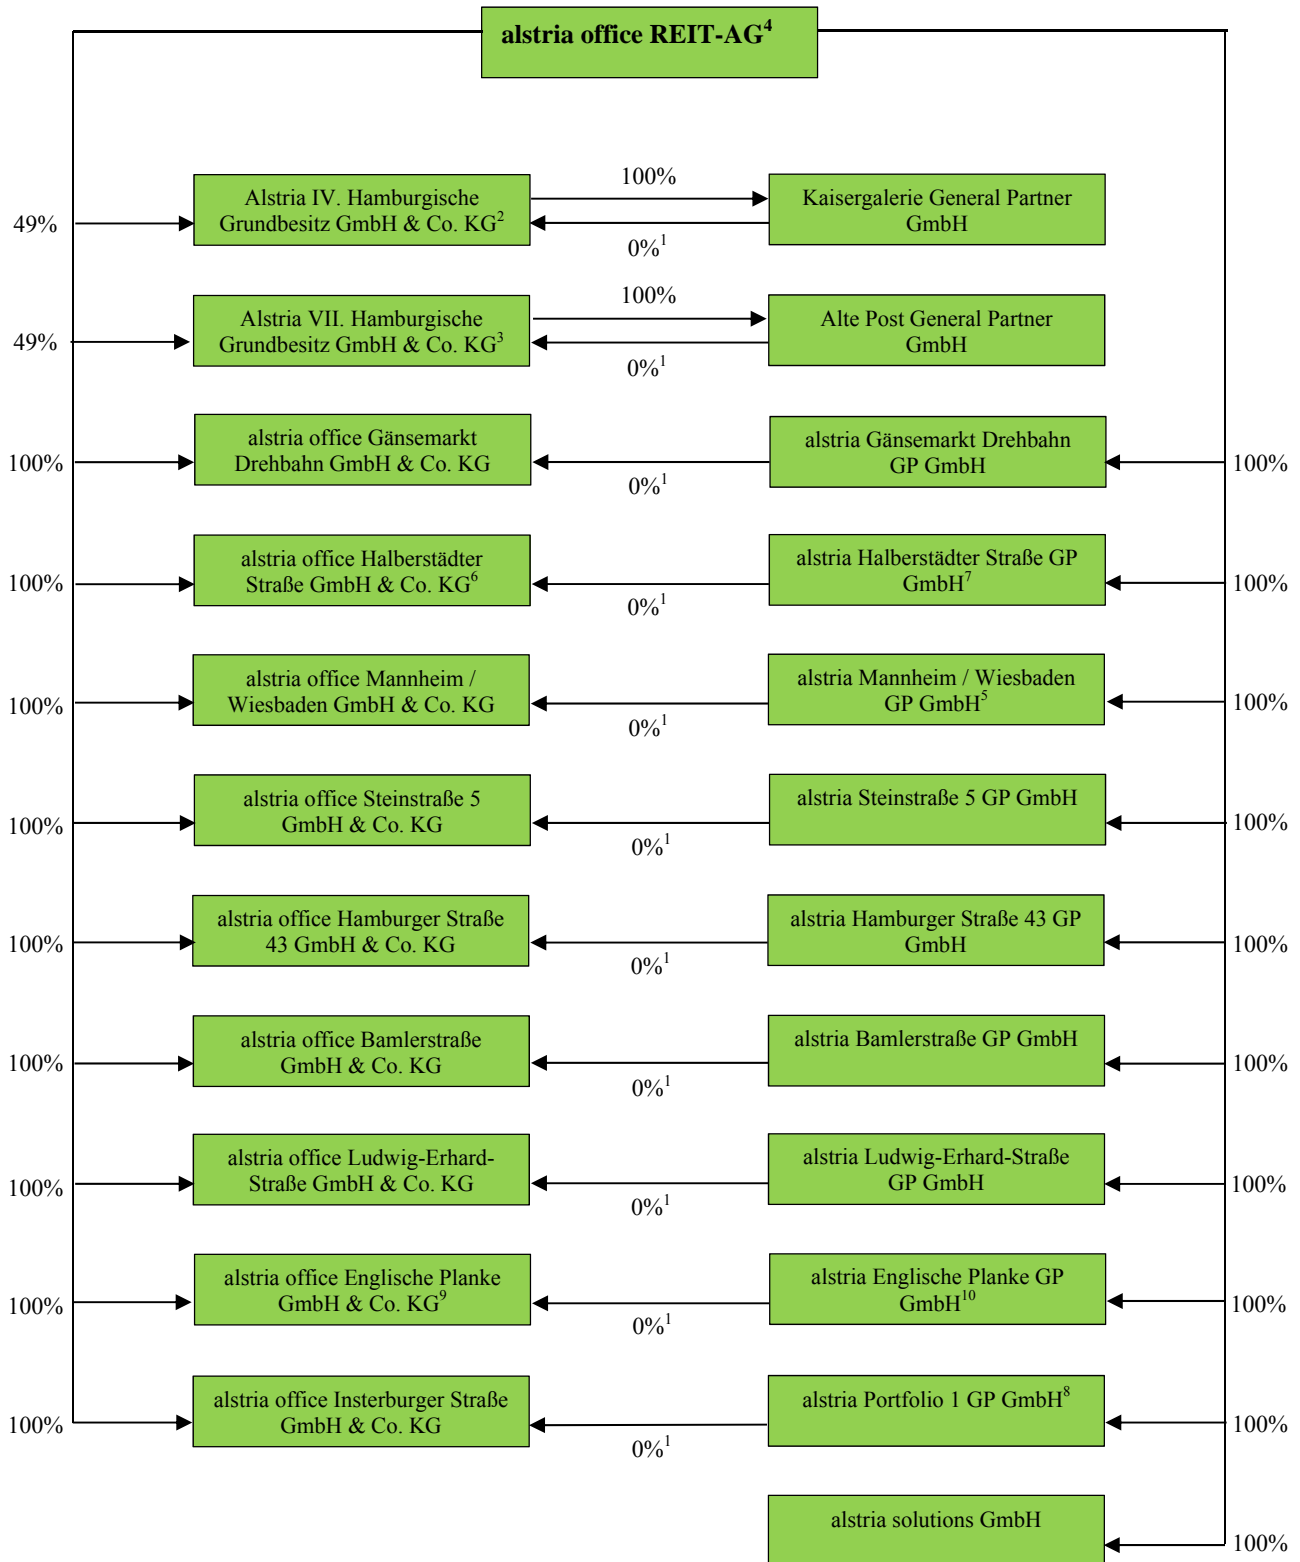 alstria office REIT-AG⁴
100%
Alstria IV. Hamburgische
Grundbesitz GmbH & Co. KG²
Kaisergalerie General Partner
GmbH
49%
0%¹
100%
Alstria VII. Hamburgische
Grundbesitz GmbH & Co. KG³
Alte Post General Partner
GmbH
49%
0%¹
alstria office Gänsemarkt
Drehbahn GmbH & Co. KG
alstria Gänsemarkt Drehbahn
GP GmbH
100%
0%¹
100%
alstria office Halberstädter
Straße GmbH & Co. KG⁶
alstria Halberstädter Straße GP
GmbH⁷
100%
0%¹
100%
alstria office Mannheim /
Wiesbaden GmbH & Co. KG
alstria Mannheim / Wiesbaden
GP GmbH⁵
100%
0%¹
100%
alstria office Steinstraße 5
GmbH & Co. KG
alstria Steinstraße 5 GP GmbH
100%
0%¹
100%
alstria office Hamburger Straße
43 GmbH & Co. KG
alstria Hamburger Straße 43 GP
GmbH
100%
0%¹
100%
alstria office Bamlerstraße
GmbH & Co. KG
alstria Bamlerstraße GP GmbH
100%
0%¹
100%
alstria office Ludwig-Erhard-
Straße GmbH & Co. KG
alstria Ludwig-Erhard-Straße
GP GmbH
100%
0%¹
100%
alstria office Englische Planke
GmbH & Co. KG⁹
alstria Englische Planke GP
GmbH¹⁰
100%
0%¹
100%
alstria office Insterburger Straße
GmbH & Co. KG
alstria Portfolio 1 GP GmbH⁸
100%
0%¹
100%
alstria solutions GmbH
100%